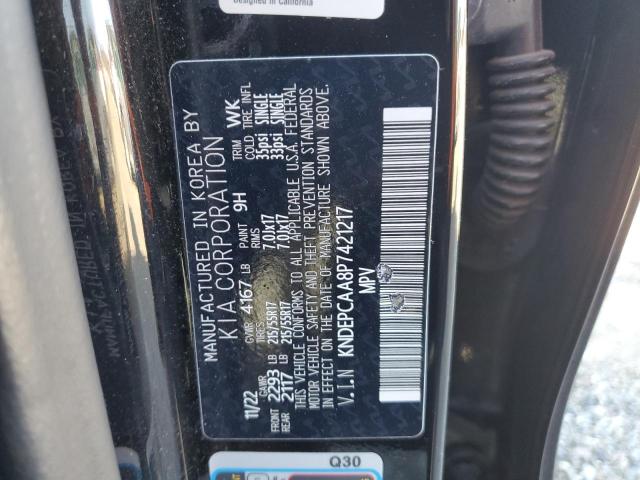 Designed in California
MANUFACTURED IN KOREA BY
KIA CORPORATION
11/22 GVWR 4167 LB PAINT 9H TRIM WK
GAWR TIRES RIMS COLD TIRE INFL
FRONT 2293 LB 215/55R17 7.0Jx17 35psi SINGLE
REAR 2117 LB 215/55R17 7.0Jx17 33psi SINGLE
THIS VEHICLE CONFORMS TO ALL APPLICABLE U.S.A. FEDERAL
MOTOR VEHICLE SAFETY AND THEFT PREVENTION STANDARDS
IN EFFECT ON THE DATE OF MANUFACTURE SHOWN ABOVE.
V.I.N KNDEPCAA8P7421217
MPV
Q30